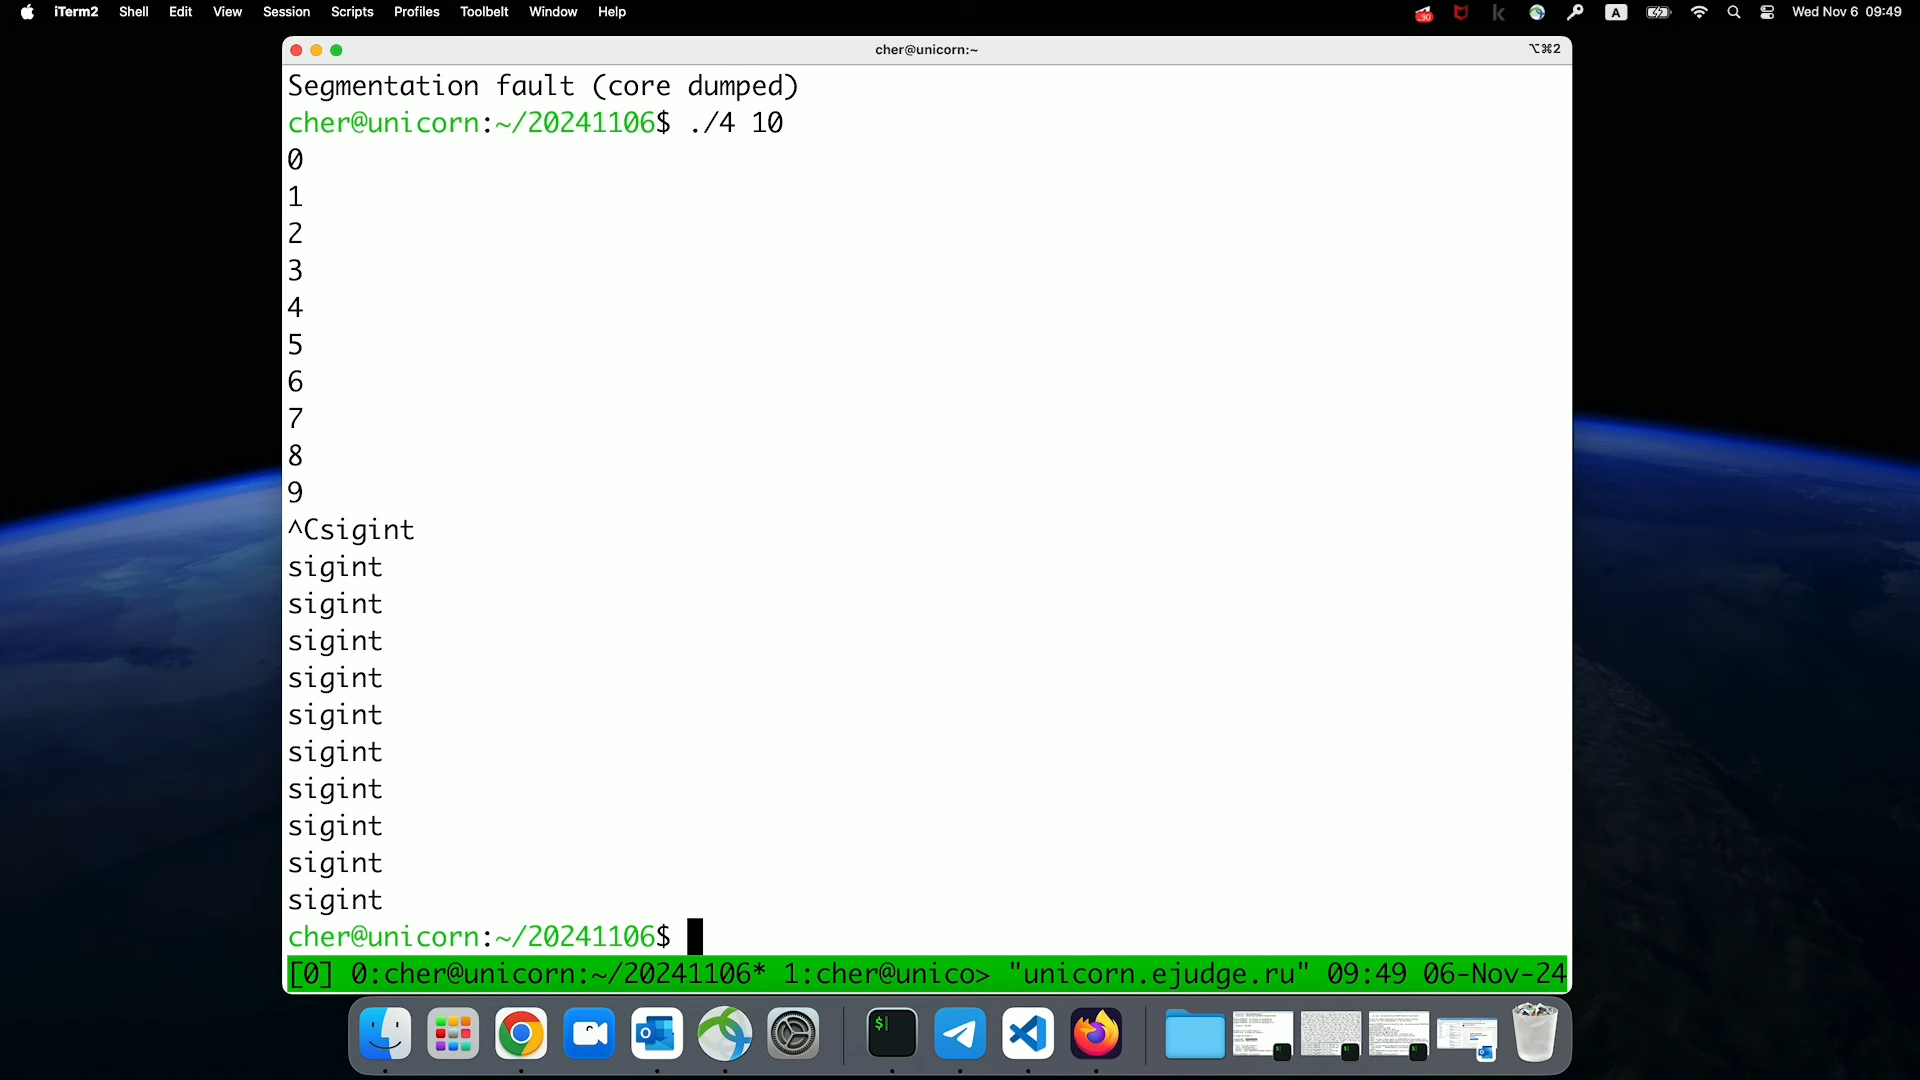 iTerm2 Shell Edit View Session Scripts Profiles Toolbelt Window Help A Wed Nov 6 09:49
cher@unicorn:~ ⌥⌘2
Segmentation fault (core dumped)
cher@unicorn:~/20241106$ ./4 10
0
1
2
3
4
5
6
7
8
9
^Csigint
sigint
sigint
sigint
sigint
sigint
sigint
sigint
sigint
sigint
sigint
cher@unicorn:~/20241106$
[0] 0:cher@unicorn:~/20241106* 1:cher@unico> "unicorn.ejudge.ru" 09:49 06-Nov-24